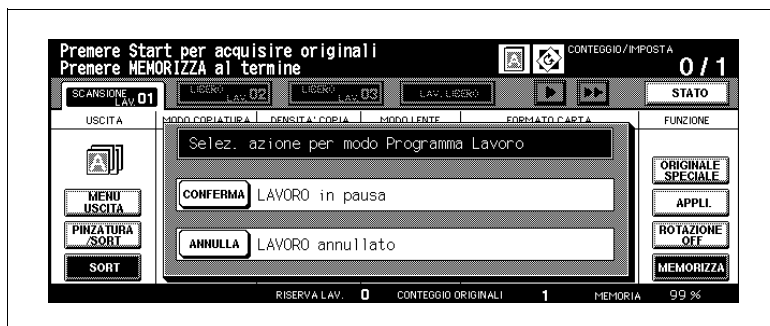 Premere Start per acquisire originali
Premere MEMORIZZA al termine
CONTEGGIO/IMPOSTA
0/1
SCANSIONE LAV. 01
LIBERO LAV. 02
LIBERO LAV. 03
LAV. LIBERO
STATO
USCITA
MODO COPIATURA
DENSITA' COPIA
MODO LENTE
FORMATO CARTA
FUNZIONE
Selez. azione per modo Programma Lavoro
A
ORIGINALE
SPECIALE
MENU
USCITA
CONFERMA LAVORO in pausa
APPLI.
PINZATURA
/SORT
ROTAZIONE
OFF
ANNULLA LAVORO annullato
SORT
MEMORIZZA
RISERVA LAV. 0 CONTEGGIO ORIGINALI 1 MEMORIA 99 %